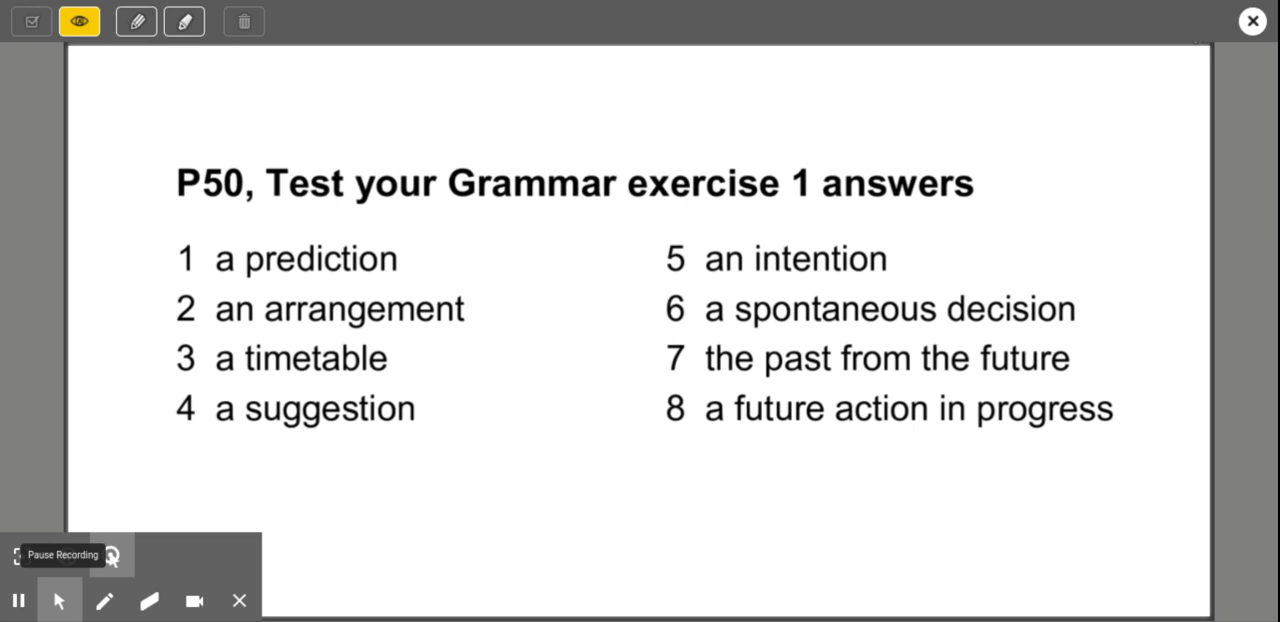 P50, Test your Grammar exercise 1 answers
1 a prediction
2 an arrangement
3 a timetable
4 a suggestion
5 an intention
6 a spontaneous decision
7 the past from the future
8 a future action in progress
Pause Recording